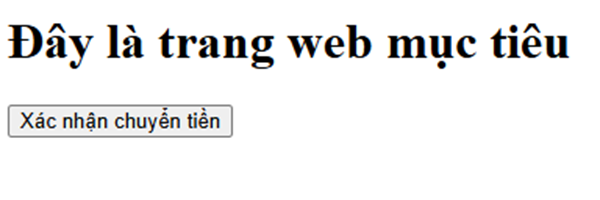 Đây là trang web mục tiêu
Xác nhận chuyển tiền